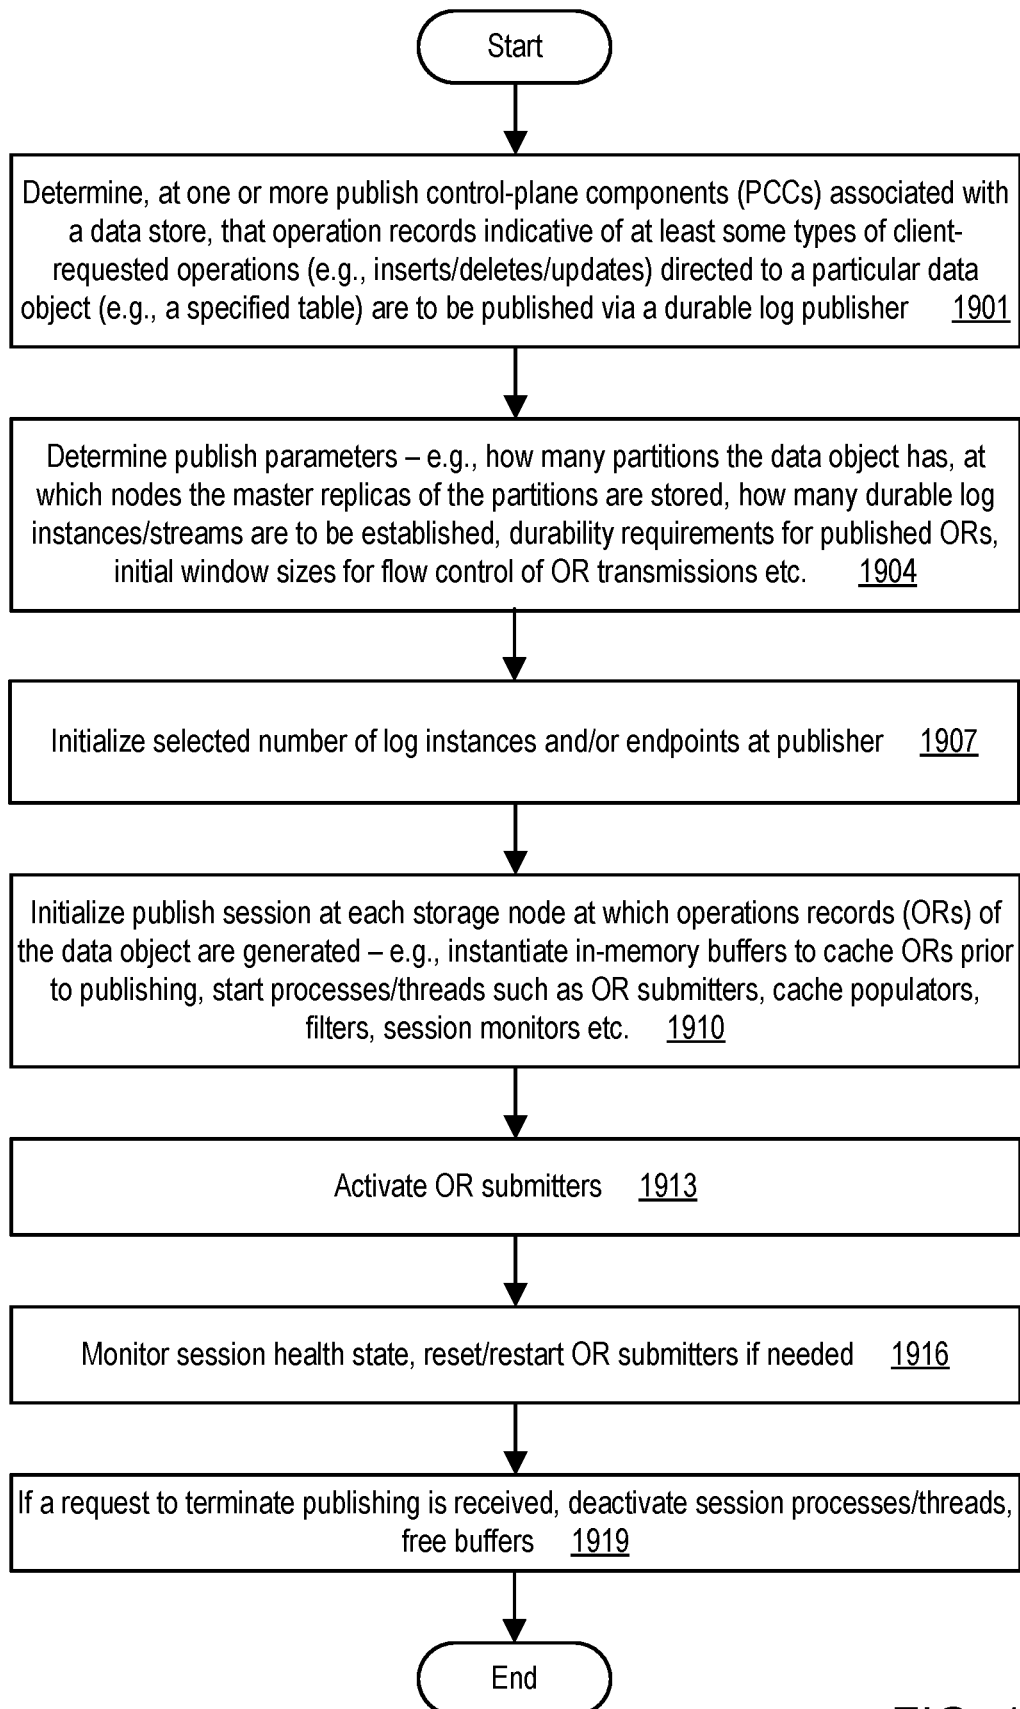 Start
Determine, at one or more publish control-plane components (PCCs) associated with
a data store, that operation records indicative of at least some types of client-
requested operations (e.g., inserts/deletes/updates) directed to a particular data
object (e.g., a specified table) are to be published via a durable log publisher 1901
Determine publish parameters – e.g., how many partitions the data object has, at
which nodes the master replicas of the partitions are stored, how many durable log
instances/streams are to be established, durability requirements for published ORs,
initial window sizes for flow control of OR transmissions etc. 1904
Initialize selected number of log instances and/or endpoints at publisher 1907
Initialize publish session at each storage node at which operations records (ORs) of
the data object are generated – e.g., instantiate in-memory buffers to cache ORs prior
to publishing, start processes/threads such as OR submitters, cache populators,
filters, session monitors etc. 1910
Activate OR submitters 1913
Monitor session health state, reset/restart OR submitters if needed 1916
If a request to terminate publishing is received, deactivate session processes/threads,
free buffers 1919
End